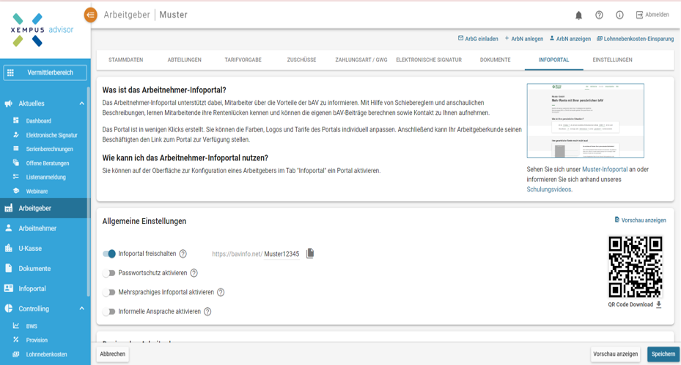 XEMPUS advisor
Arbeitgeber | Muster
Abmelden
ArbG einladen
+ ArbN anlegen
ArbN anzeigen
Lohnnebenkosten-Einsparung
Vermittlerbereich
STAMMDATEN
ABTEILUNGEN
TARIFVORGABE
ZUSCHÜSSE
ZAHLUNGSART / GWG
ELEKTRONISCHE SIGNATUR
DOKUMENTE
INFOPORTAL
EINSTELLUNGEN
Aktuelles
Dashboard
Elektronische Signatur
Serienberechnungen
Offene Beratungen
Listenanmeldung
Webinare
Arbeitgeber
Arbeitnehmer
U-Kasse
Dokumente
Infoportal
Controlling
BWS
Provision
Lohnnebenkosten
Was ist das Arbeitnehmer-Infoportal?
Das Arbeitnehmer-Infoportal unterstützt dabei, Mitarbeiter über die Vorteile der bAV zu informieren. Mit Hilfe von Schiebereglern und anschaulichen
Beschreibungen, lernen Mitarbeitende ihre Rentenlücken kennen und können die eigenen bAV-Beiträge berechnen sowie Kontakt zu Ihnen aufnehmen.
Das Portal ist in wenigen Klicks erstellt. Sie können die Farben, Logos und Tarife des Portals individuell anpassen. Anschließend kann Ihr Arbeitgeberkunde seinen
Beschäftigten den Link zum Portal zur Verfügung stellen.
Wie kann ich das Arbeitnehmer-Infoportal nutzen?
Sie können auf der Oberfläche zur Konfiguration eines Arbeitgebers im Tab "Infoportal" ein Portal aktivieren.
Sehen Sie sich unser Muster-Infoportal an oder
informieren Sie sich anhand unseres
Schulungsvideos.
Allgemeine Einstellungen
Vorschau anzeigen
Infoportal freischalten
https://bavinfo.net/ Muster12345
Passwortschutz aktivieren
Mehrsprachiges Infoportal aktivieren
Informelle Ansprache aktivieren
QR Code Download
Abbrechen
Vorschau anzeigen
Speichern